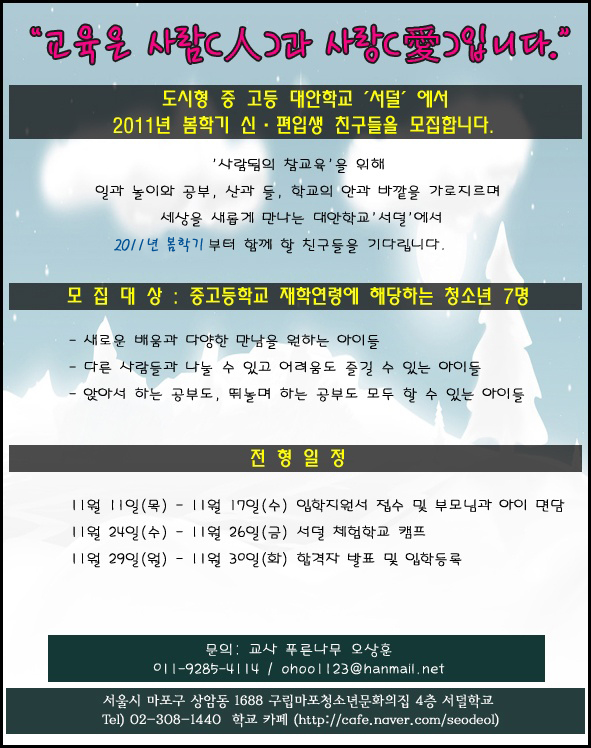 “교육은 사람(人)과 사랑(愛)입니다.”
도시형 중 고등 대안학교 ´서덜´ 에서
2011년 봄학기 신·편입생 친구들을 모집합니다.
'사람됨의 참교육'을 위해
일과 놀이와 공부, 산과 들, 학교의 안과 바깥을 가로지르며
세상을 새롭게 만나는 대안학교'서덜'에서
2011년 봄학기 부터 함께 할 친구들을 기다립니다.
모 집 대 상 : 중고등학교 재학연령에 해당하는 청소년 7명
- 새로운 배움과 다양한 만남을 원하는 아이들
- 다른 사람들과 나눌 수 있고 어려움도 즐길 수 있는 아이들
- 앉아서 하는 공부도, 뛰놀며 하는 공부도 모두 할 수 있는 아이들
전 형 일 정
11월 11일(목) - 11월 17일(수) 입학지원서 접수 및 부모님과 아이 면담
11월 24일(수) - 11월 26일(금) 서덜 체험학교 캠프
11월 29일(월) - 11월 30일(화) 합격자 발표 및 입학등록
문의: 교사 푸른나무 오상훈
011-9285-4114 / ohoo1123@hanmail.net
서울시 마포구 상암동 1688 구립마포청소년문화의집 4층 서덜학교
Tel) 02-308-1440 학교 카페 (http://cafe.naver.com/seodeol)